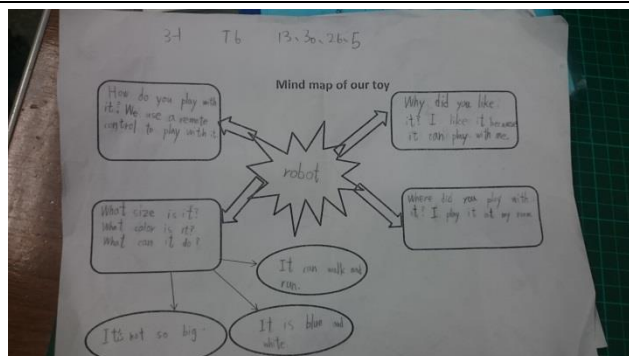 3-1 T6 13、30、26、5
Mind map of our toy
How do you play with
it? We use a remote
control to play with it
Why did you like
it? I like it because
it can play with me.
robot
What size is it?
What color is it?
What can it do?
Where did you play with
it? I play it at my room
It can walk and
run.
It's not so big.
It is blue and
white